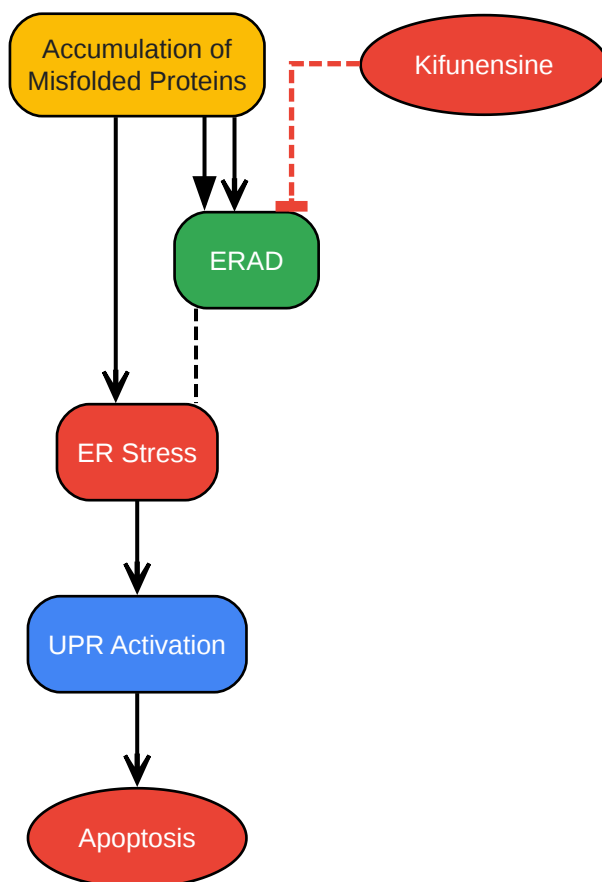 Accumulation of
Misfolded Proteins
Kifunensine
ERAD
ER Stress
UPR Activation
Apoptosis